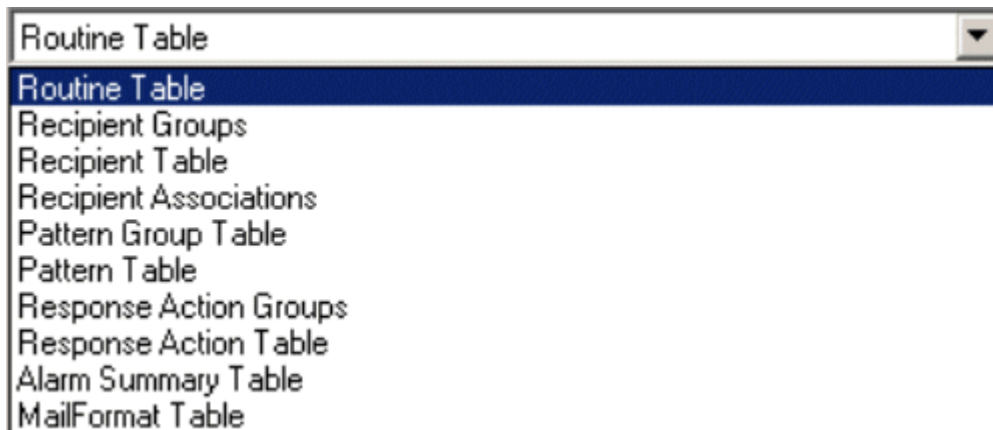 Routine Table
Routine Table
Recipient Groups
Recipient Table
Recipient Associations
Pattern Group Table
Pattern Table
Response Action Groups
Response Action Table
Alarm Summary Table
MailFormat Table